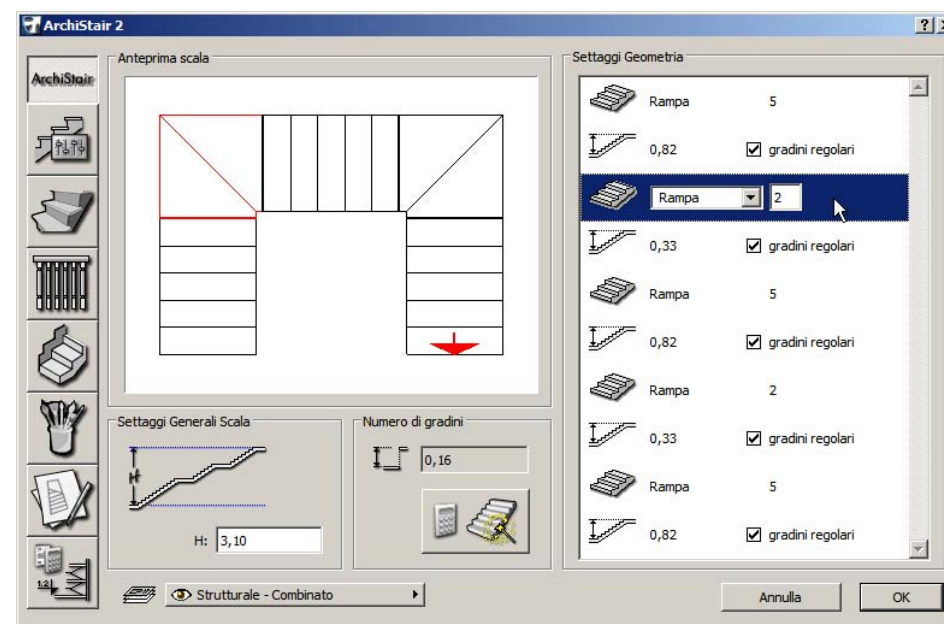 ArchiStair 2
ArchiStair
Anteprima scala
H
Settaggi Generali Scala
H: 3,10
Numero di gradini
0,16
Strutturale - Combinato
Settaggi Geometria
Rampa 5
0,82 gradini regolari
Rampa 2
0,33 gradini regolari
Rampa 5
0,82 gradini regolari
Rampa 2
0,33 gradini regolari
Rampa 5
0,82 gradini regolari
Annulla OK